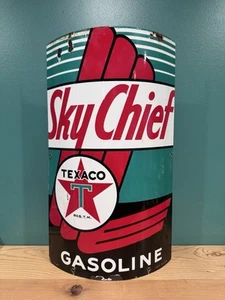 Sky Chief
TEXACO
T
REG. T.M.
GASOLINE